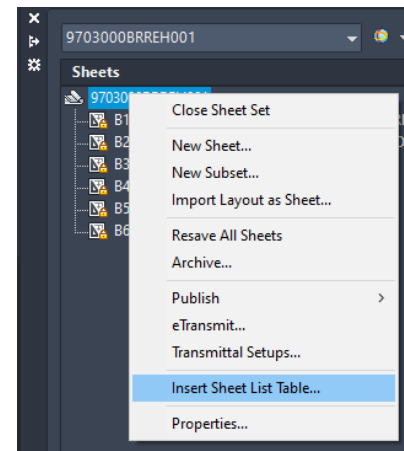 9703000BRREH001
Sheets
B1
B2
B3
B4
B5
B6
Close Sheet Set
New Sheet...
New Subset...
Import Layout as Sheet...
Resave All Sheets
Archive...
Publish
eTransmit...
Transmittal Setups...
Insert Sheet List Table...
Properties...